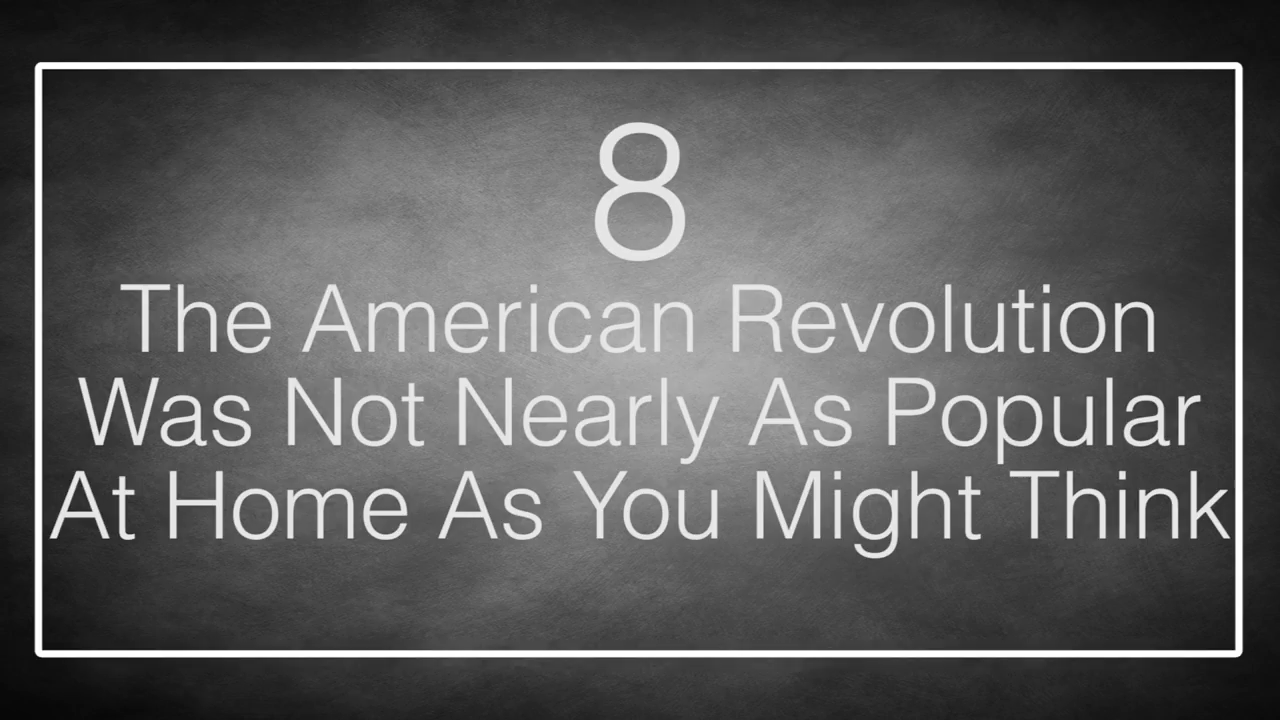 8
The American Revolution
Was Not Nearly As Popular
At Home As You Might Think